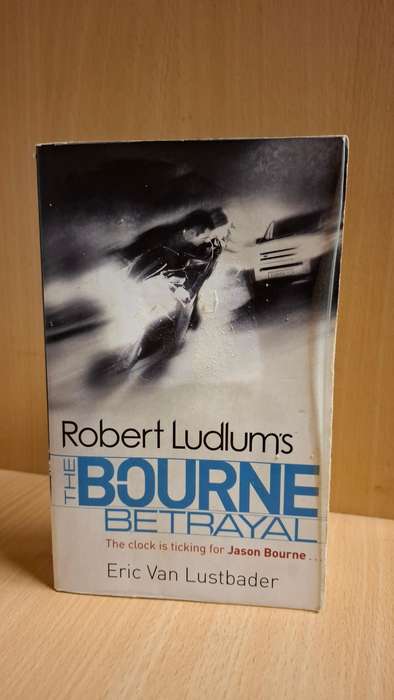 Robert Ludlum's
THE BOURNE
BETRAYAL
The clock is ticking for Jason Bourne...
Eric Van Lustbader